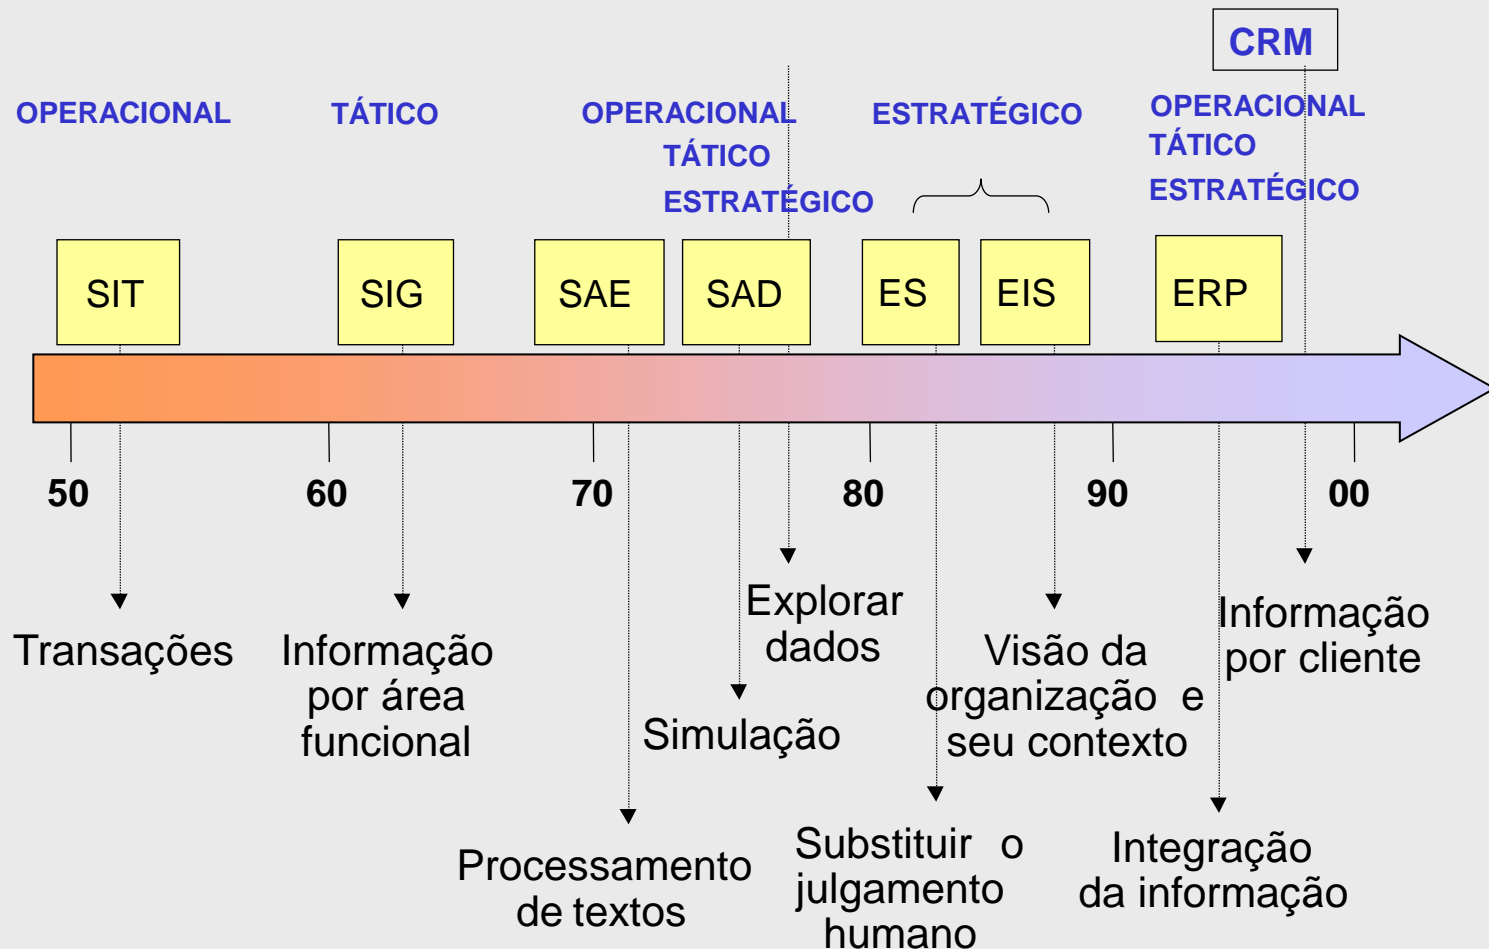 CRM
OPERACIONAL
TÁTICO
OPERACIONAL
TÁTICO
ESTRATÉGICO
ESTRATÉGICO
OPERACIONAL
TÁTICO
ESTRATÉGICO
SIT
SIG
SAE
SAD
ES
EIS
ERP
50
60
70
80
90
00
Transações
Informação
por área
funcional
Processamento
de textos
Simulação
Explorar
dados
Substituir o
julgamento
humano
Visão da
organização e
seu contexto
Integração
da informação
Informação
por cliente